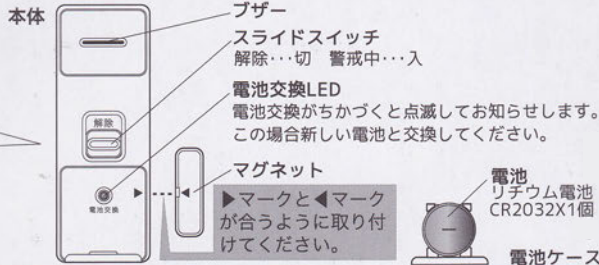 本体
ブザー
スライドスイッチ
解除･･･切　警戒中･･･入
解除
電池交換LED
電池交換がちかづくと点滅してお知らせします。
この場合新しい電池と交換してください。
電池交換
▶
◀
マグネット
▶マークと◀マーク
が合うように取り付
けてください。
電池
リチウム電池
CR2032X1個
−
電池ケース